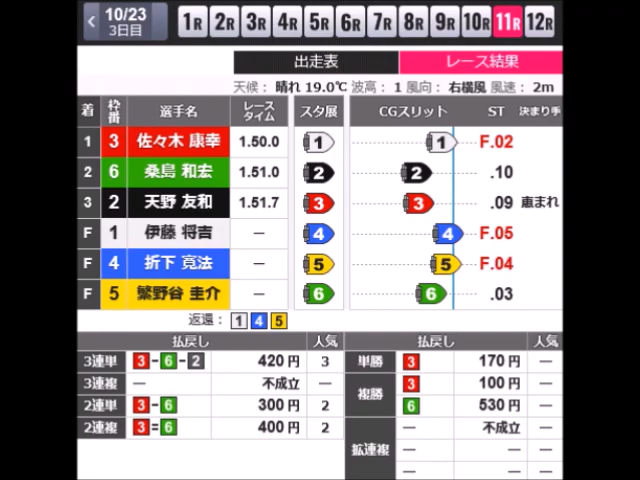 < 10/23 3日目 1R 2R 3R 4R 5R 6R 7R 8R 9R 10R 11R 12R
出走表 レース結果
天候： 晴れ 19.0℃ 波高： 1 風向： 右横風 風速： 2m
着 枠番 選手名 レースタイム スタ展 CGスリット ST 決まり手
1 3 佐々木 康幸 1.50.0 1 1 F.02
2 6 桑島 和宏 1.51.0 2 2 .10
3 2 天野 友和 1.51.7 3 3 .09 恵まれ
F 1 伊藤 将吉 － 4 4 F.05
F 4 折下 寛法 － 5 5 F.04
F 5 繁野谷 圭介 － 6 6 .03
返還： 1 4 5
払戻し 人気 払戻し 人気
3連単 3-6-2 420円 3 単勝 3 170円 －
3連複 － 不成立 － 複勝 3 100円 －
2連単 3-6 300円 2 6 530円 －
2連複 3=6 400円 2 拡連複 － 不成立 －
－ －
－ －